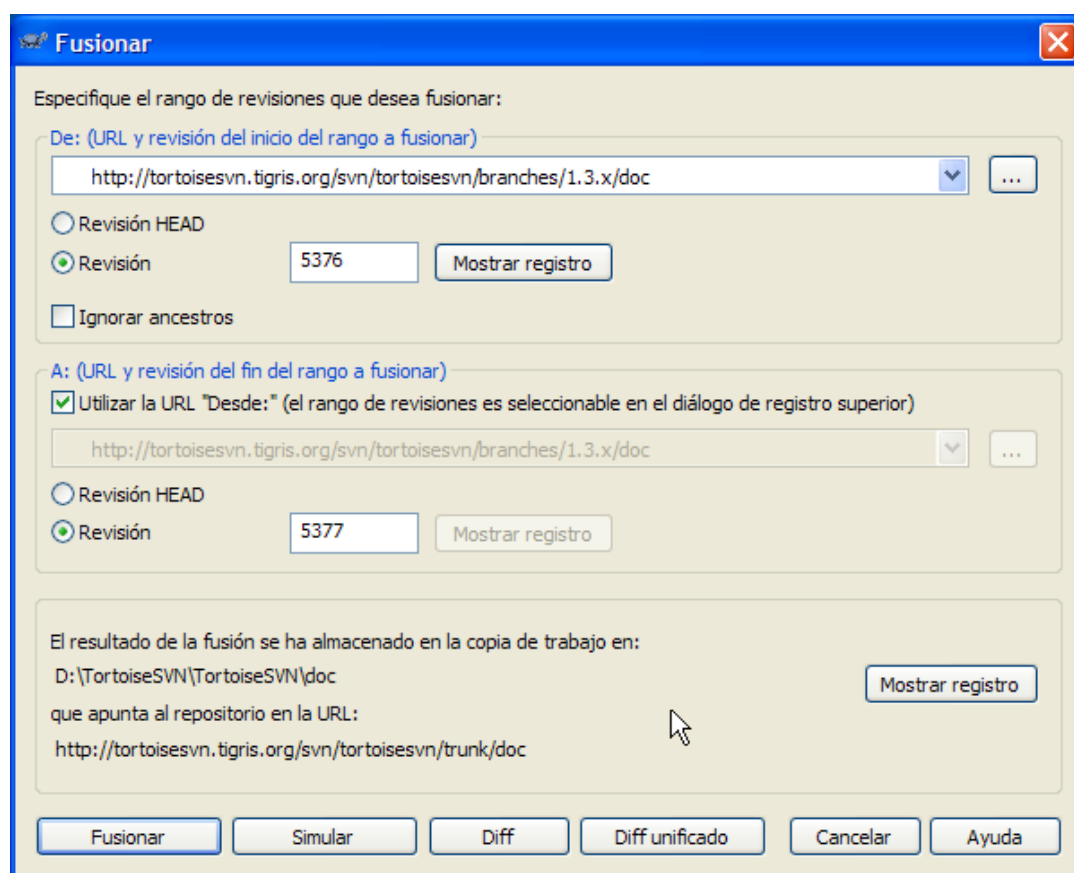 Fusionar
Especifique el rango de revisiones que desea fusionar:
De: (URL y revisión del inicio del rango a fusionar)
http://tortoisesvn.tigris.org/svn/tortoisesvn/branches/1.3.x/doc ...
Revisión HEAD
Revisión 5376 Mostrar registro
Ignorar ancestros
A: (URL y revisión del fin del rango a fusionar)
Utilizar la URL "Desde:" (el rango de revisiones es seleccionable en el diálogo de registro superior)
http://tortoisesvn.tigris.org/svn/tortoisesvn/branches/1.3.x/doc ...
Revisión HEAD
Revisión 5377 Mostrar registro
El resultado de la fusión se ha almacenado en la copia de trabajo en:
D:\TortoiseSVN\TortoiseSVN\doc
Mostrar registro
que apunta al repositorio en la URL:
http://tortoisesvn.tigris.org/svn/tortoisesvn/trunk/doc
Fusionar Simular Diff Diff unificado Cancelar Ayuda